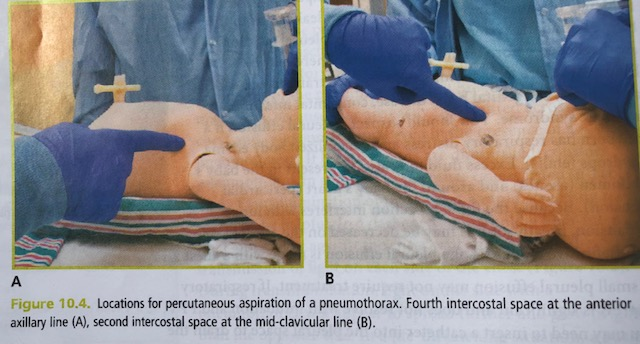 A
B
Figure 10.4. Locations for percutaneous aspiration of a pneumothorax. Fourth intercostal space at the anterior
axillary line (A), second intercostal space at the mid-clavicular line (B).